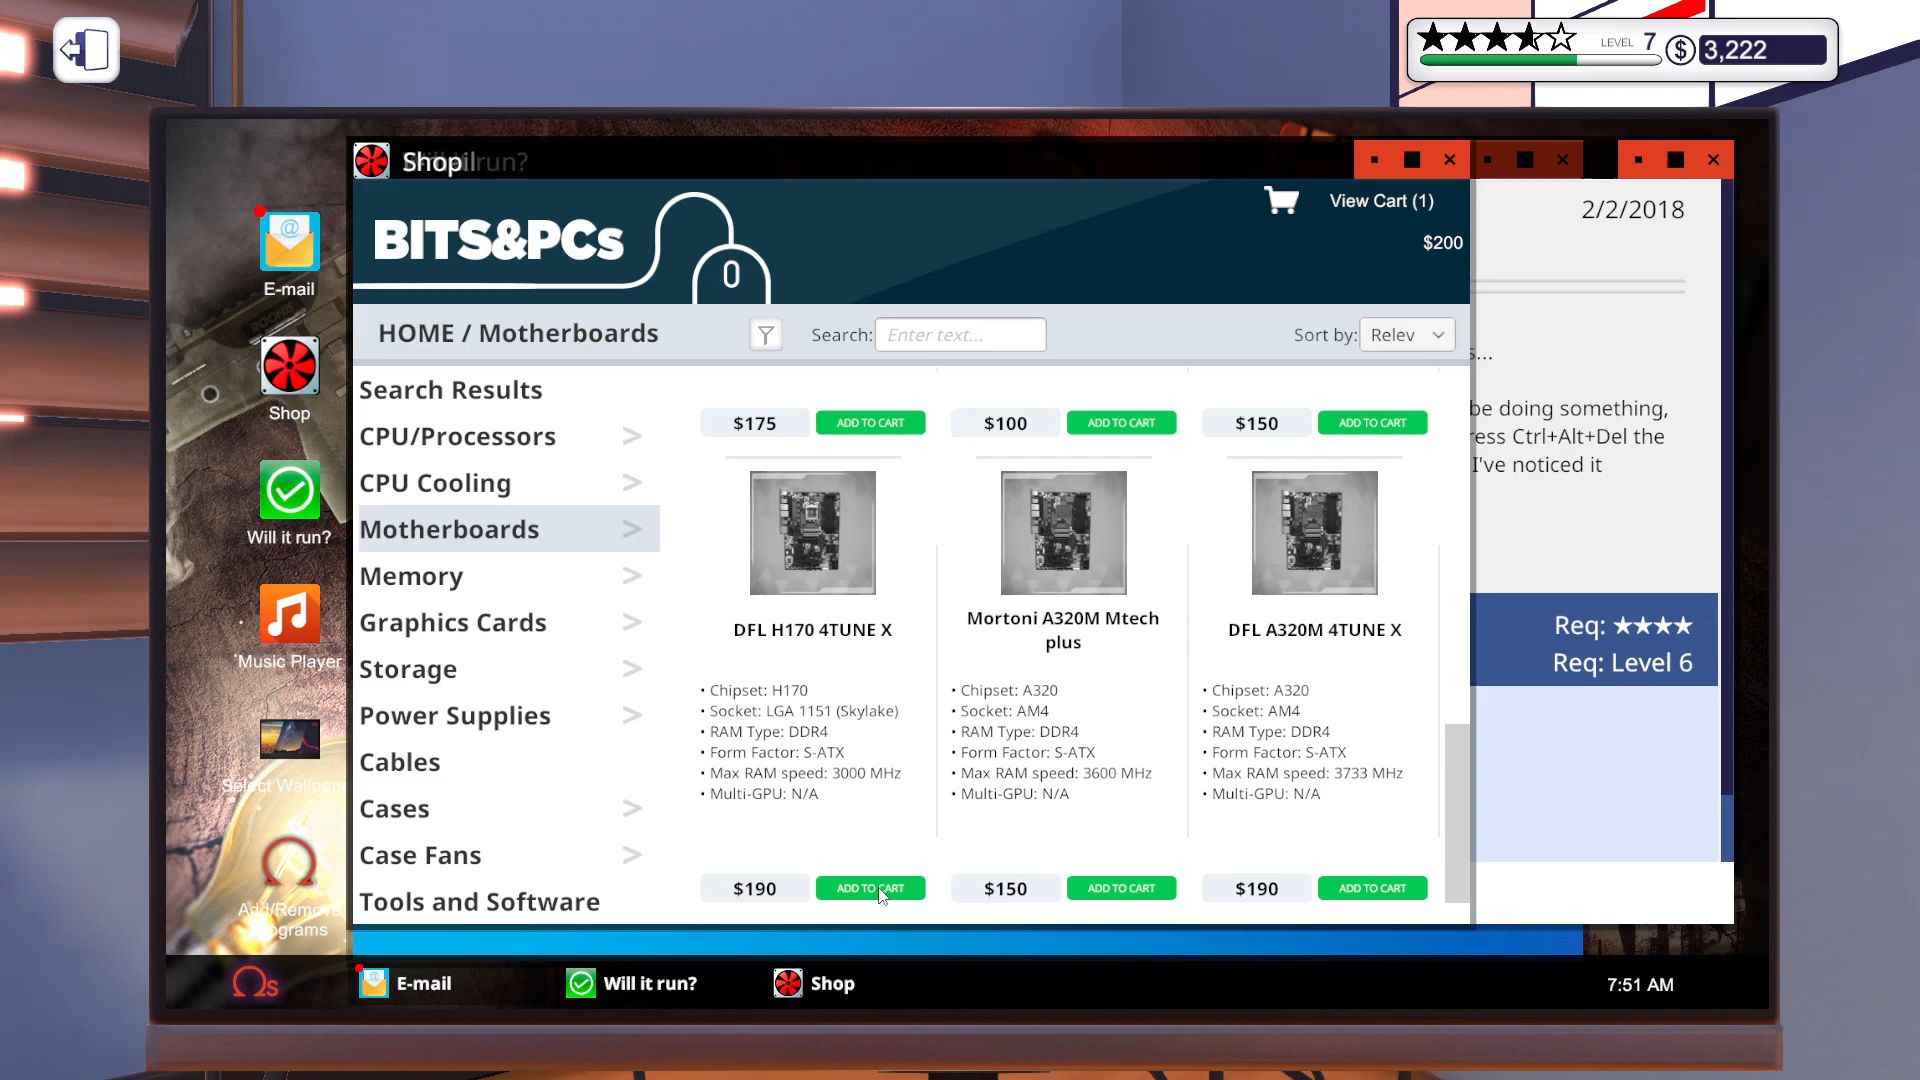 LEVEL 7
$ 3,222
Shop
View Cart (1)
$200
BITS&PCs
HOME / Motherboards
Search:
Enter text...
Sort by:
Relev
Search Results
CPU/Processors
CPU Cooling
Motherboards
Memory
Graphics Cards
Storage
Power Supplies
Cables
Cases
Case Fans
Tools and Software
$175
ADD TO CART
$100
ADD TO CART
$150
ADD TO CART
DFL H170 4TUNE X
• Chipset: H170
• Socket: LGA 1151 (Skylake)
• RAM Type: DDR4
• Form Factor: S-ATX
• Max RAM speed: 3000 MHz
• Multi-GPU: N/A
$190
ADD TO CART
Mortoni A320M Mtech
plus
• Chipset: A320
• Socket: AM4
• RAM Type: DDR4
• Form Factor: S-ATX
• Max RAM speed: 3600 MHz
• Multi-GPU: N/A
$150
ADD TO CART
DFL A320M 4TUNE X
• Chipset: A320
• Socket: AM4
• RAM Type: DDR4
• Form Factor: S-ATX
• Max RAM speed: 3733 MHz
• Multi-GPU: N/A
$190
ADD TO CART
2/2/2018
s...
be doing something,
ress Ctrl+Alt+Del the
I've noticed it
Req: ★★★★
Req: Level 6
E-mail
Shop
Will it run?
Music Player
Select Wallpap
Add/Remov
ograms
E-mail
Will it run?
Shop
7:51 AM